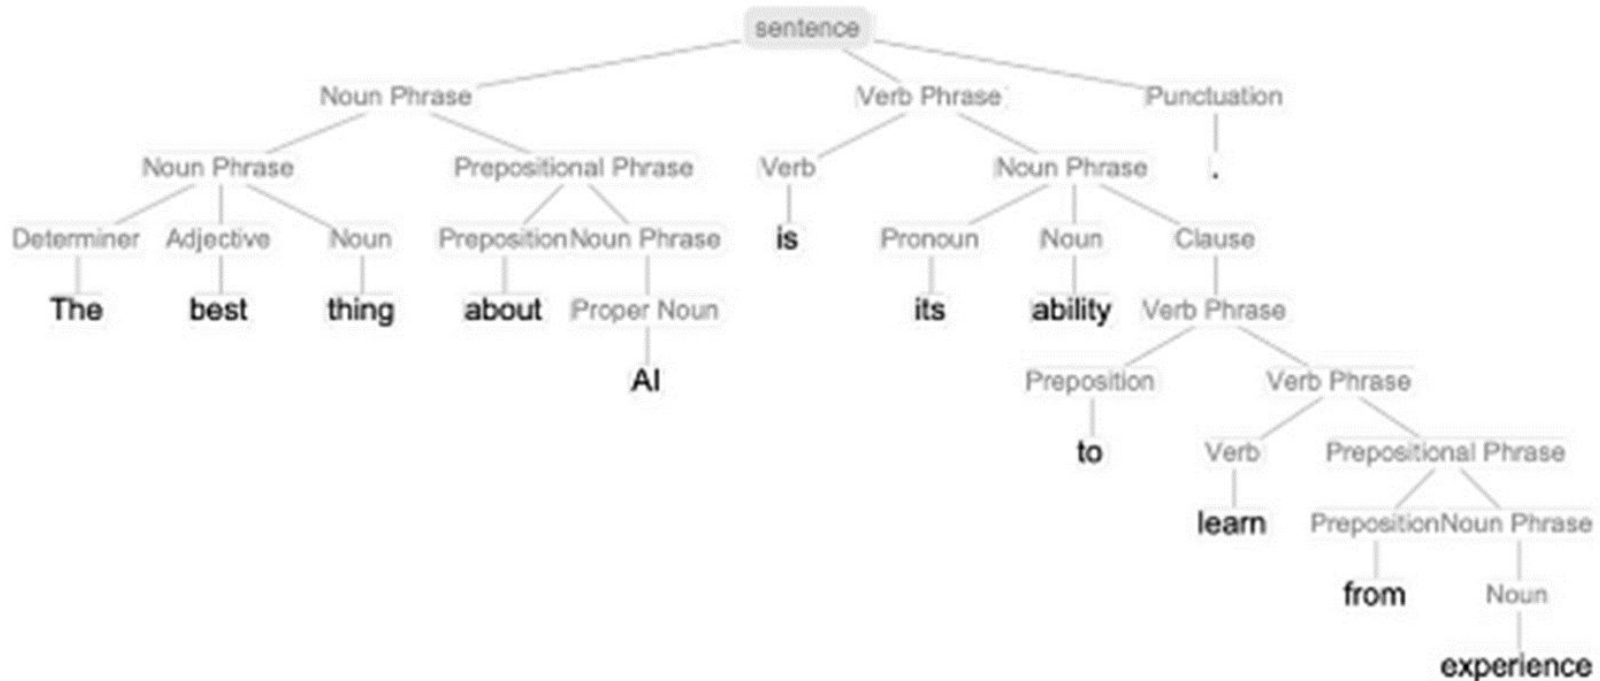 sentence
Noun Phrase Verb Phrase Punctuation
Noun Phrase Prepositional Phrase Verb Noun Phrase .
Determiner Adjective Noun Preposition Noun Phrase is Pronoun Noun Clause
The best thing about Proper Noun its ability Verb Phrase
AI Preposition Verb Phrase
to Verb Prepositional Phrase
learn Preposition Noun Phrase
from Noun
experience